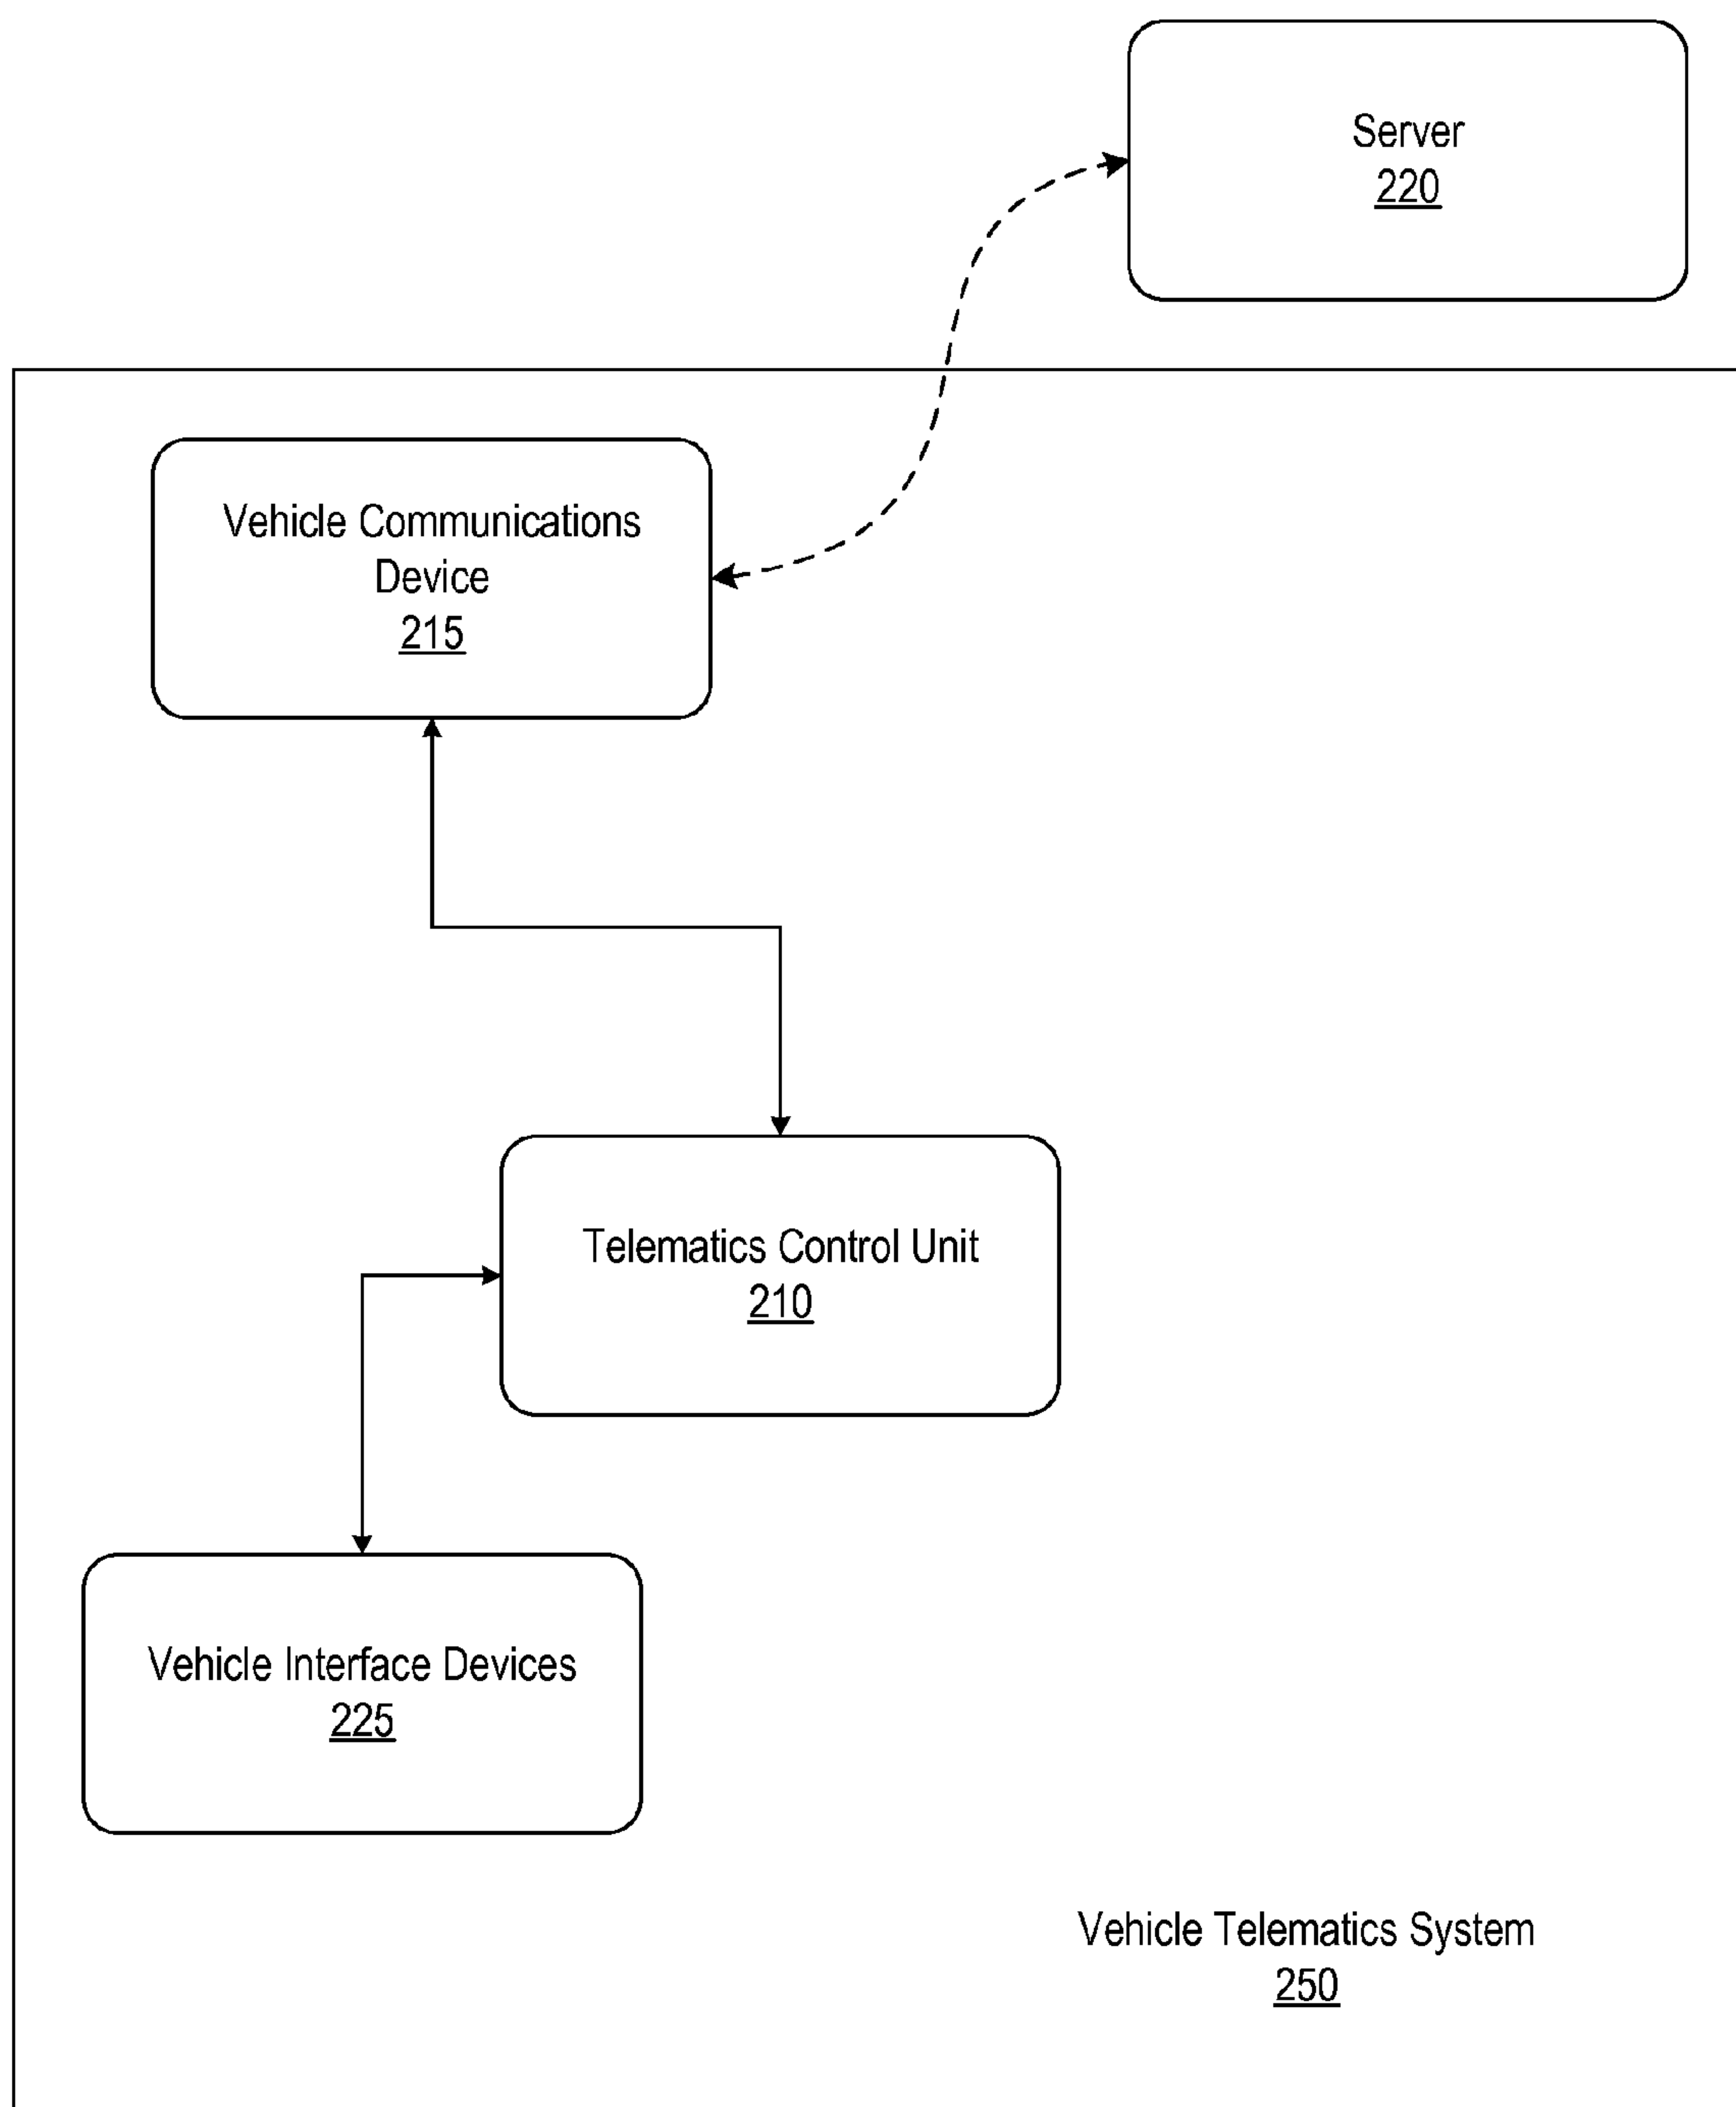 Server
220
Vehicle Communications
Device
215
Telematics Control Unit
210
Vehicle Interface Devices
225
Vehicle Telematics System
250